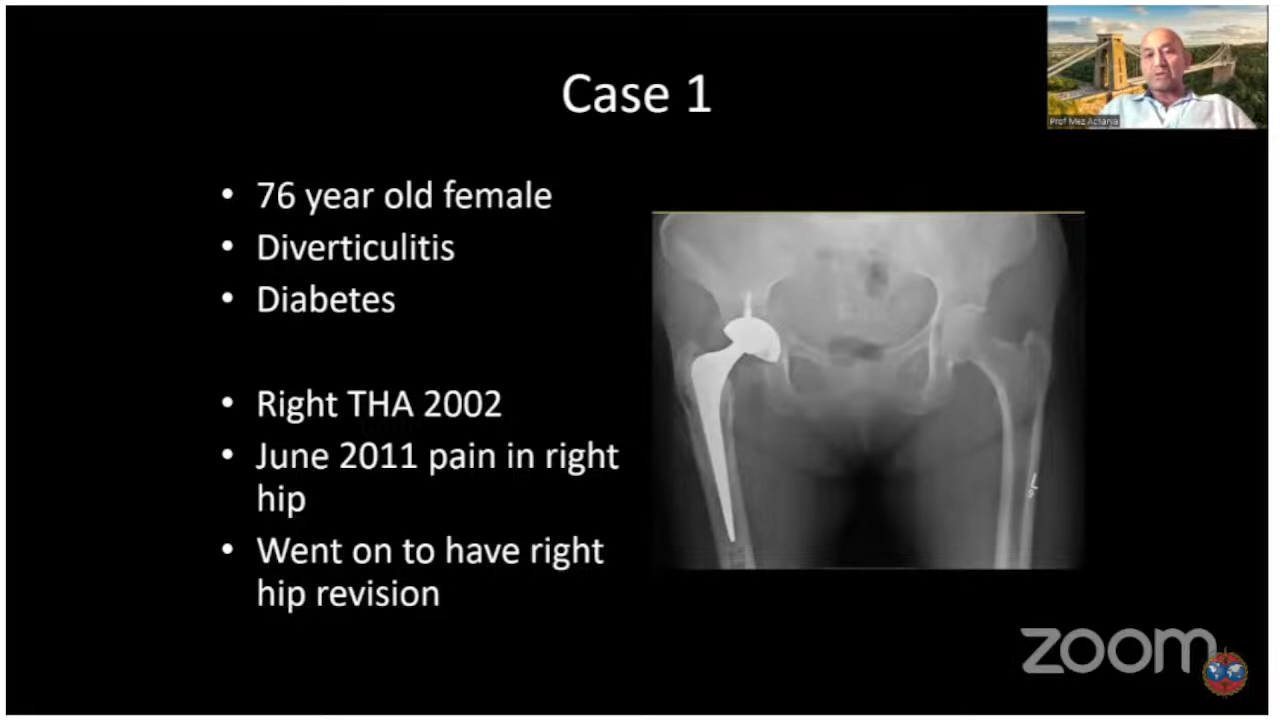 Case 1
Prof Mez Acharya
• 76 year old female
• Diverticulitis
• Diabetes
• Right THA 2002
• June 2011 pain in right
hip
• Went on to have right
hip revision
L
zoom